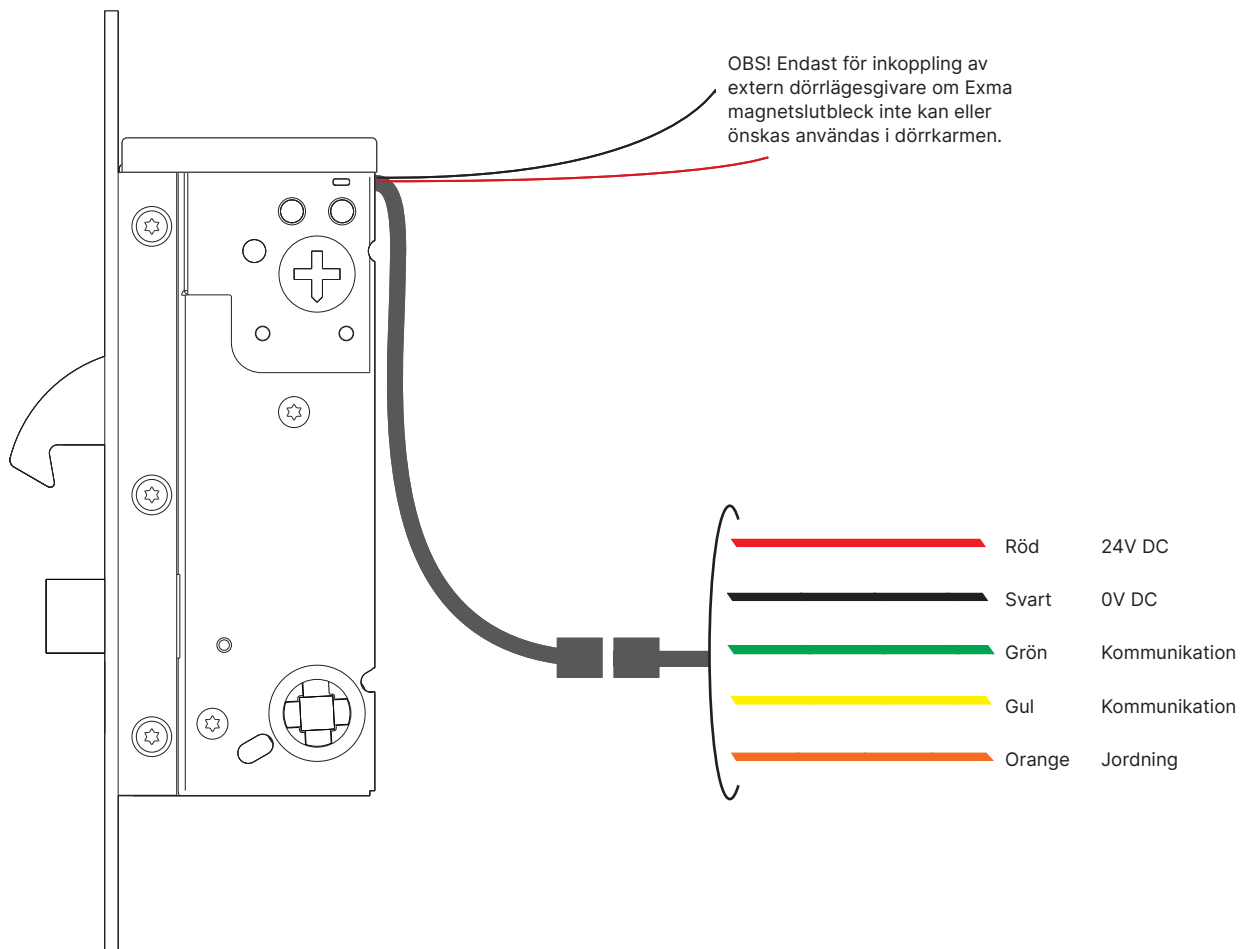 OBS! Endast för inkoppling av
extern dörrlägesgivare om Exma
magnetslutbleck inte kan eller
önskas användas i dörrkarmen.
Röd 24V DC
Svart 0V DC
Grön Kommunikation
Gul Kommunikation
Orange Jordning